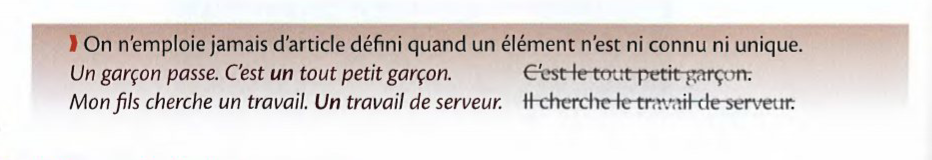 ❱ On n'emploie jamais d'article défini quand un élément n'est ni connu ni unique.
Un garçon passe. C'est un tout petit garçon. C'est le tout petit garçon.
Mon fils cherche un travail. Un travail de serveur. Il cherche le travail de serveur.